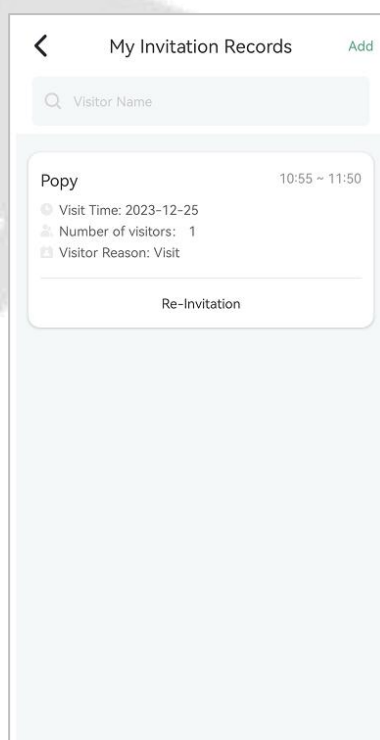 My Invitation Records Add
Visitor Name
Popy 10:55 ~ 11:50
Visit Time: 2023-12-25
Number of visitors: 1
Visitor Reason: Visit
Re-Invitation